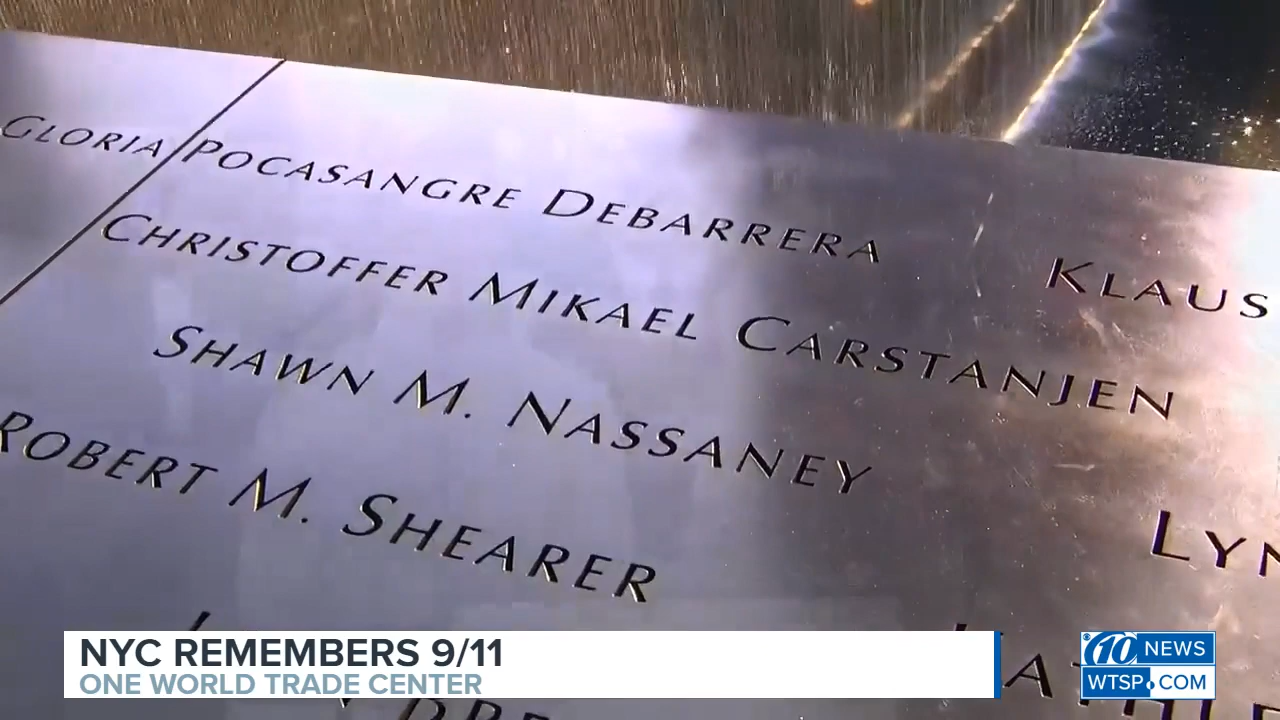 GLORIA POCASANGRE DEBARRERA
KLAUS
CHRISTOFFER MIKAEL CARSTANJEN
SHAWN M. NASSANEY
ROBERT M. SHEARER
LYN
NYC REMEMBERS 9/11
ONE WORLD TRADE CENTER
10 NEWS
WTSP.COM